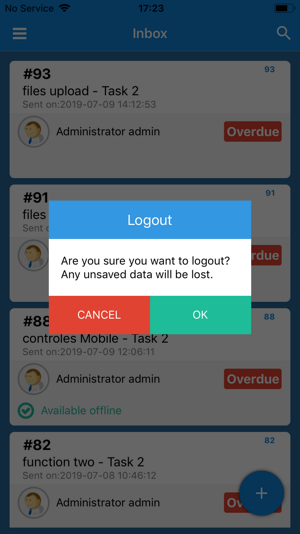 No Service 17:23
Inbox
#93 93
files upload - Task 2
Sent on:2019-07-09 14:12:53
Administrator admin Overdue
#91 91
files
Sent
Logout
Are you sure you want to logout?
Any unsaved data will be lost.
CANCEL OK
#88 88
controles Mobile - Task 2
Sent on:2019-07-09 12:06:11
Administrator admin Overdue
Available offline
#82 82
function two - Task 2
Sent on:2019-07-08 10:46:12
Administrator admin
+